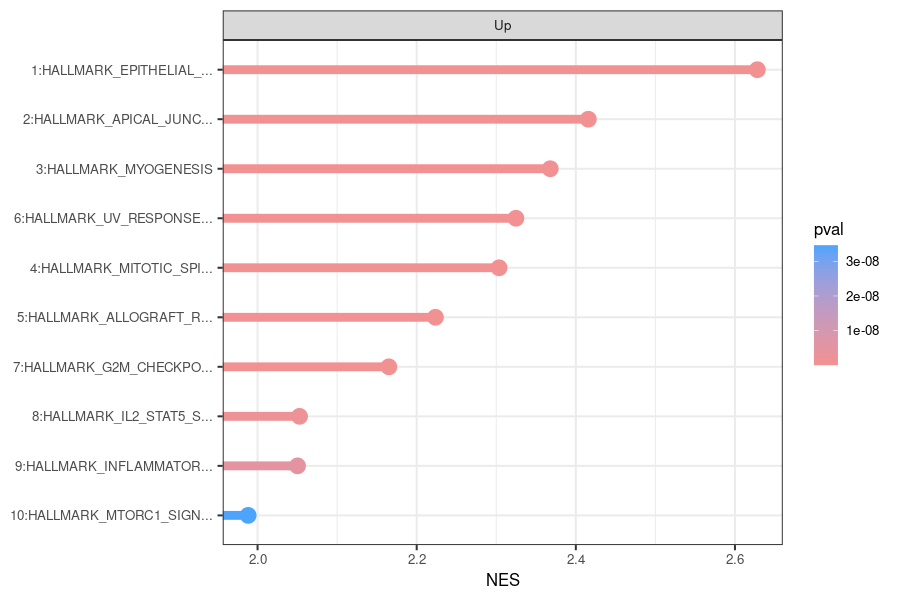 Up
1:HALLMARK_EPITHELIAL_...
2:HALLMARK_APICAL_JUNC...
3:HALLMARK_MYOGENESIS
6:HALLMARK_UV_RESPONSE...
4:HALLMARK_MITOTIC_SPI...
5:HALLMARK_ALLOGRAFT_R...
7:HALLMARK_G2M_CHECKPO...
8:HALLMARK_IL2_STAT5_S...
9:HALLMARK_INFLAMMATOR...
10:HALLMARK_MTORC1_SIGN...
2.0 2.2 2.4 2.6
NES
pval
3e-08
2e-08
1e-08